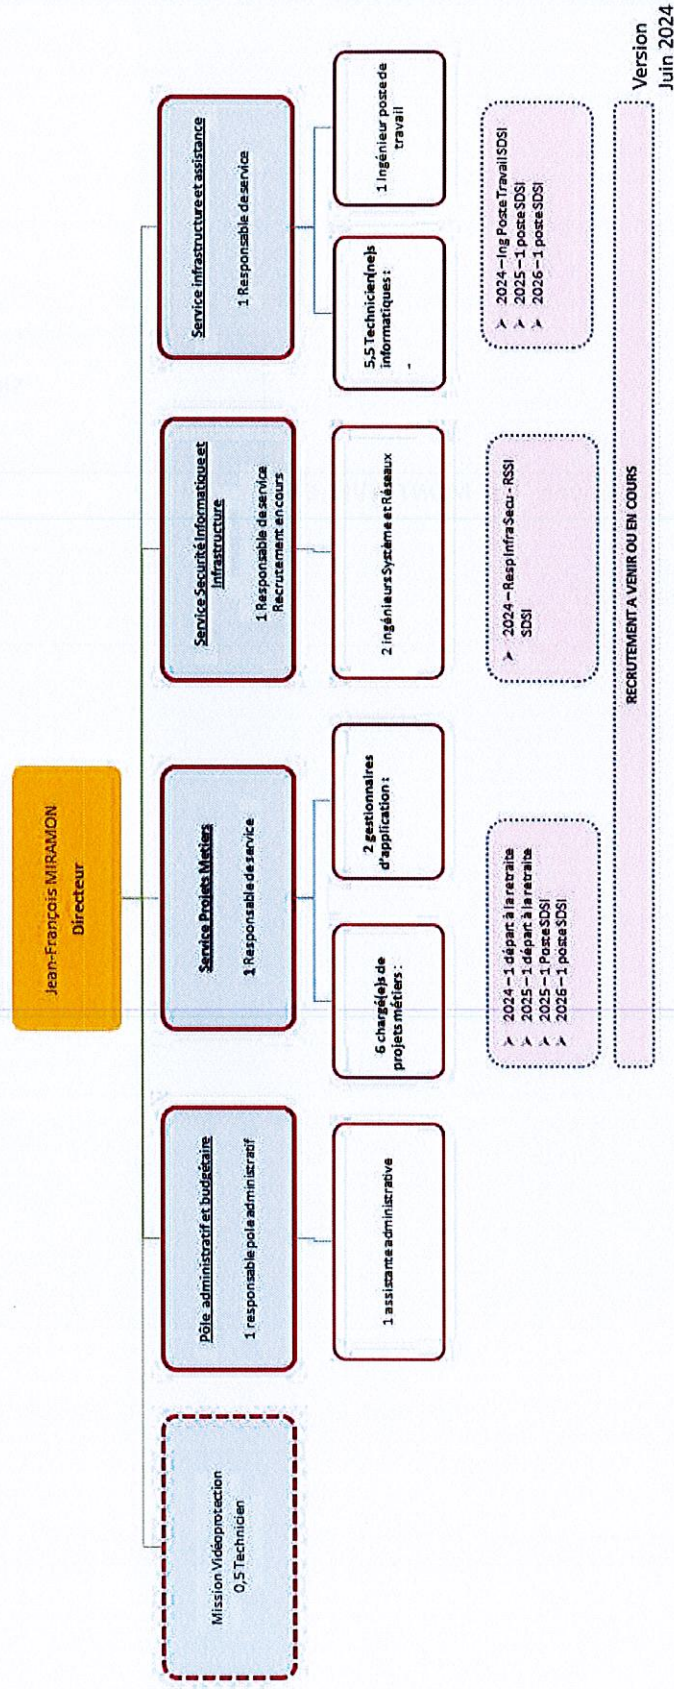 Jean-François MIRAMON
Directeur
Mission Vidéoprotection
0,5 Technicien
Pôle administratif et budgétaire
1 responsable pole administratif
Service Projets Métiers
1 Responsable de service
Service Securité Informatique et
Infrastructure
1 Responsable de service
Recrutement en cours
Service infrastructure et assistance
1 Responsable de service
1 assistante administrative
6 chargé(e)s de
projets métiers :
2 gestionnaires
d'application :
2 ingénieurs Système et Réseaux
5,5 Technicien(ne)s
informatiques :
-
1 Ingénieur poste de
travail
➢ 2024 – 1 départ à la retraite
➢ 2025 – 1 départ à la retraite
➢ 2025 – 1 Poste SDSI
➢ 2026 – 1 poste SDSI
➢ 2024 – Resp Infra Secu - RSSI
SDSI
➢ 2024 – Ing Poste Travail SDSI
➢ 2025 – 1 poste SDSI
➢ 2026 – 1 poste SDSI
RECRUTEMENT A VENIR OU EN COURS
Version
Juin 2024